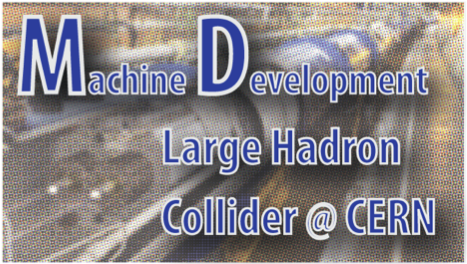 Machine Development
Large Hadron
Collider @ CERN